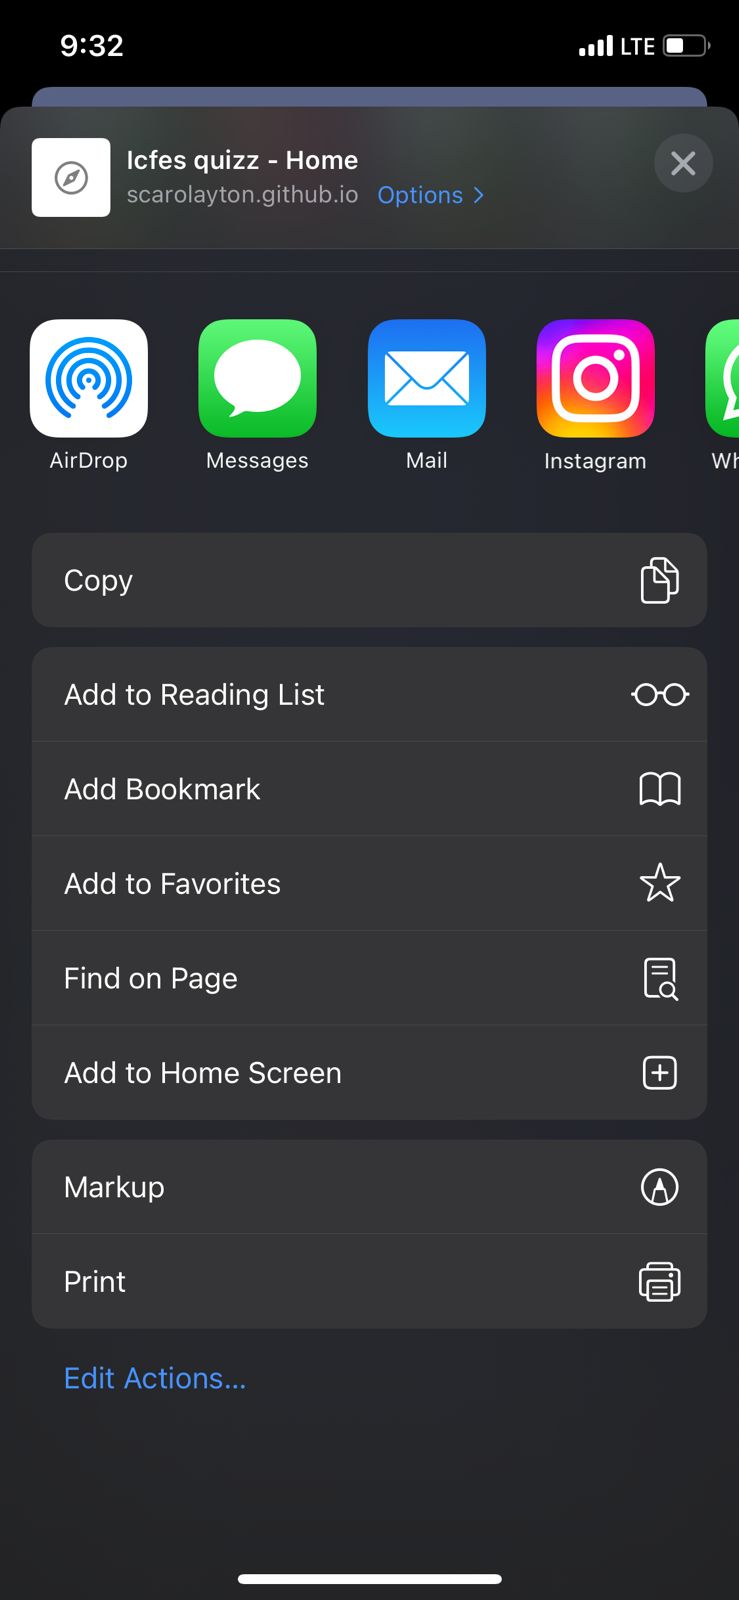 9:32
LTE
Icfes quizz - Home
scarolayton.github.io Options >
AirDrop
Messages
Mail
Instagram
Wh
Copy
Add to Reading List
Add Bookmark
Add to Favorites
Find on Page
Add to Home Screen
Markup
Print
Edit Actions...